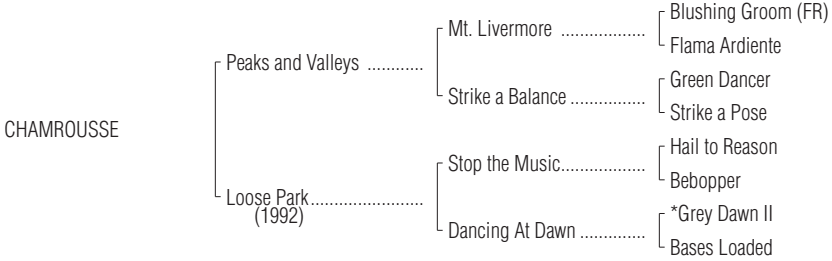 Blushing Groom (FR)
Mt. Livermore ...................
Flama Ardiente
Peaks and Valleys ............
Green Dancer
Strike a Balance ................
Strike a Pose
CHAMROUSSE
Hail to Reason
Stop the Music.................
Bebopper
Loose Park.......................
(1992)
*Grey Dawn II
Dancing At Dawn ..............
Bases Loaded